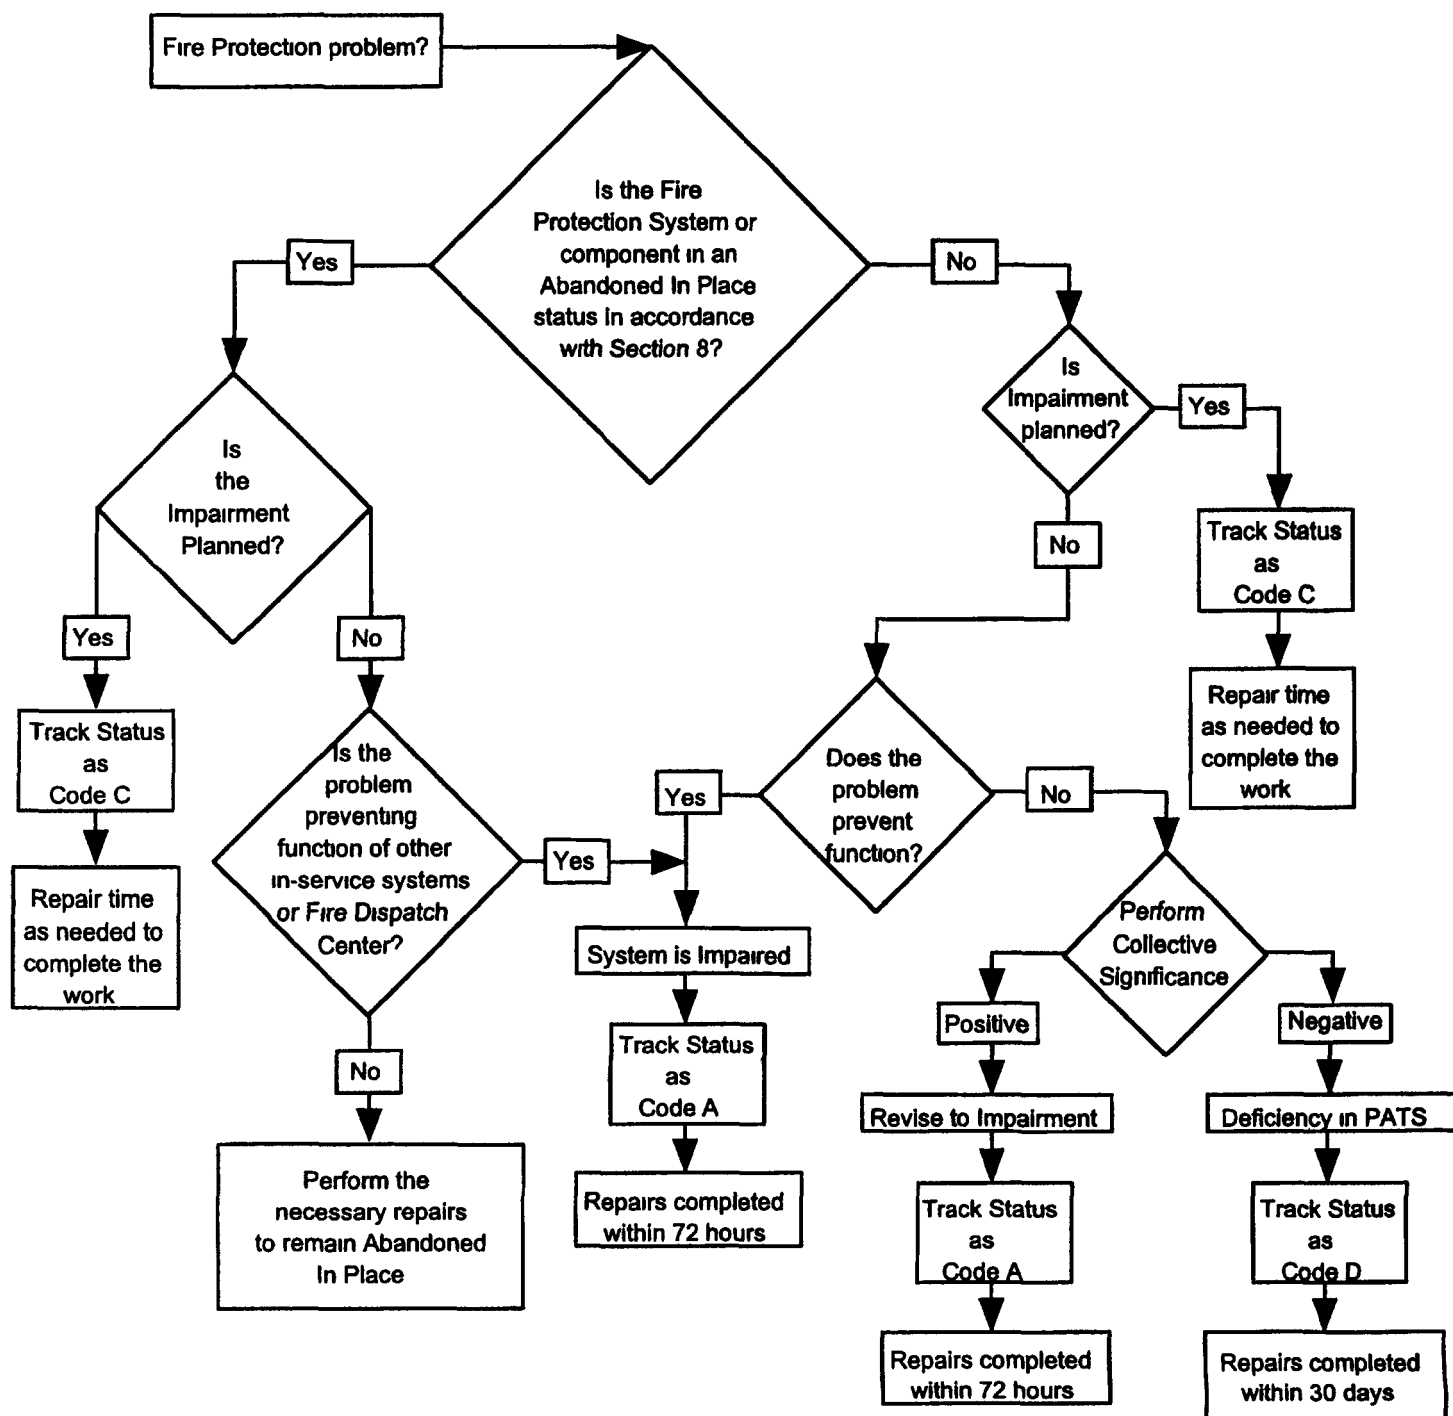 Fire Protection problem?
Is the Fire
Protection System or
component in an
Abandoned In Place
status in accordance
with Section 8?
Yes
No
Is
the
Impairment
Planned?
Is
Impairment
planned?
Yes
No
Track Status
as
Code C
Repair time
as needed to
complete the
work
Yes
No
Track Status
as
Code C
Repair time
as needed to
complete the
work
Is the
problem
preventing
function of other
in-service systems
or Fire Dispatch
Center?
Yes
No
Perform the
necessary repairs
to remain Abandoned
In Place
Does the
problem
prevent
function?
Yes
No
System is Impaired
Track Status
as
Code A
Repairs completed
within 72 hours
Perform
Collective
Significance
Positive
Negative
Revise to Impairment
Deficiency in PATS
Track Status
as
Code A
Track Status
as
Code D
Repairs completed
within 72 hours
Repairs completed
within 30 days